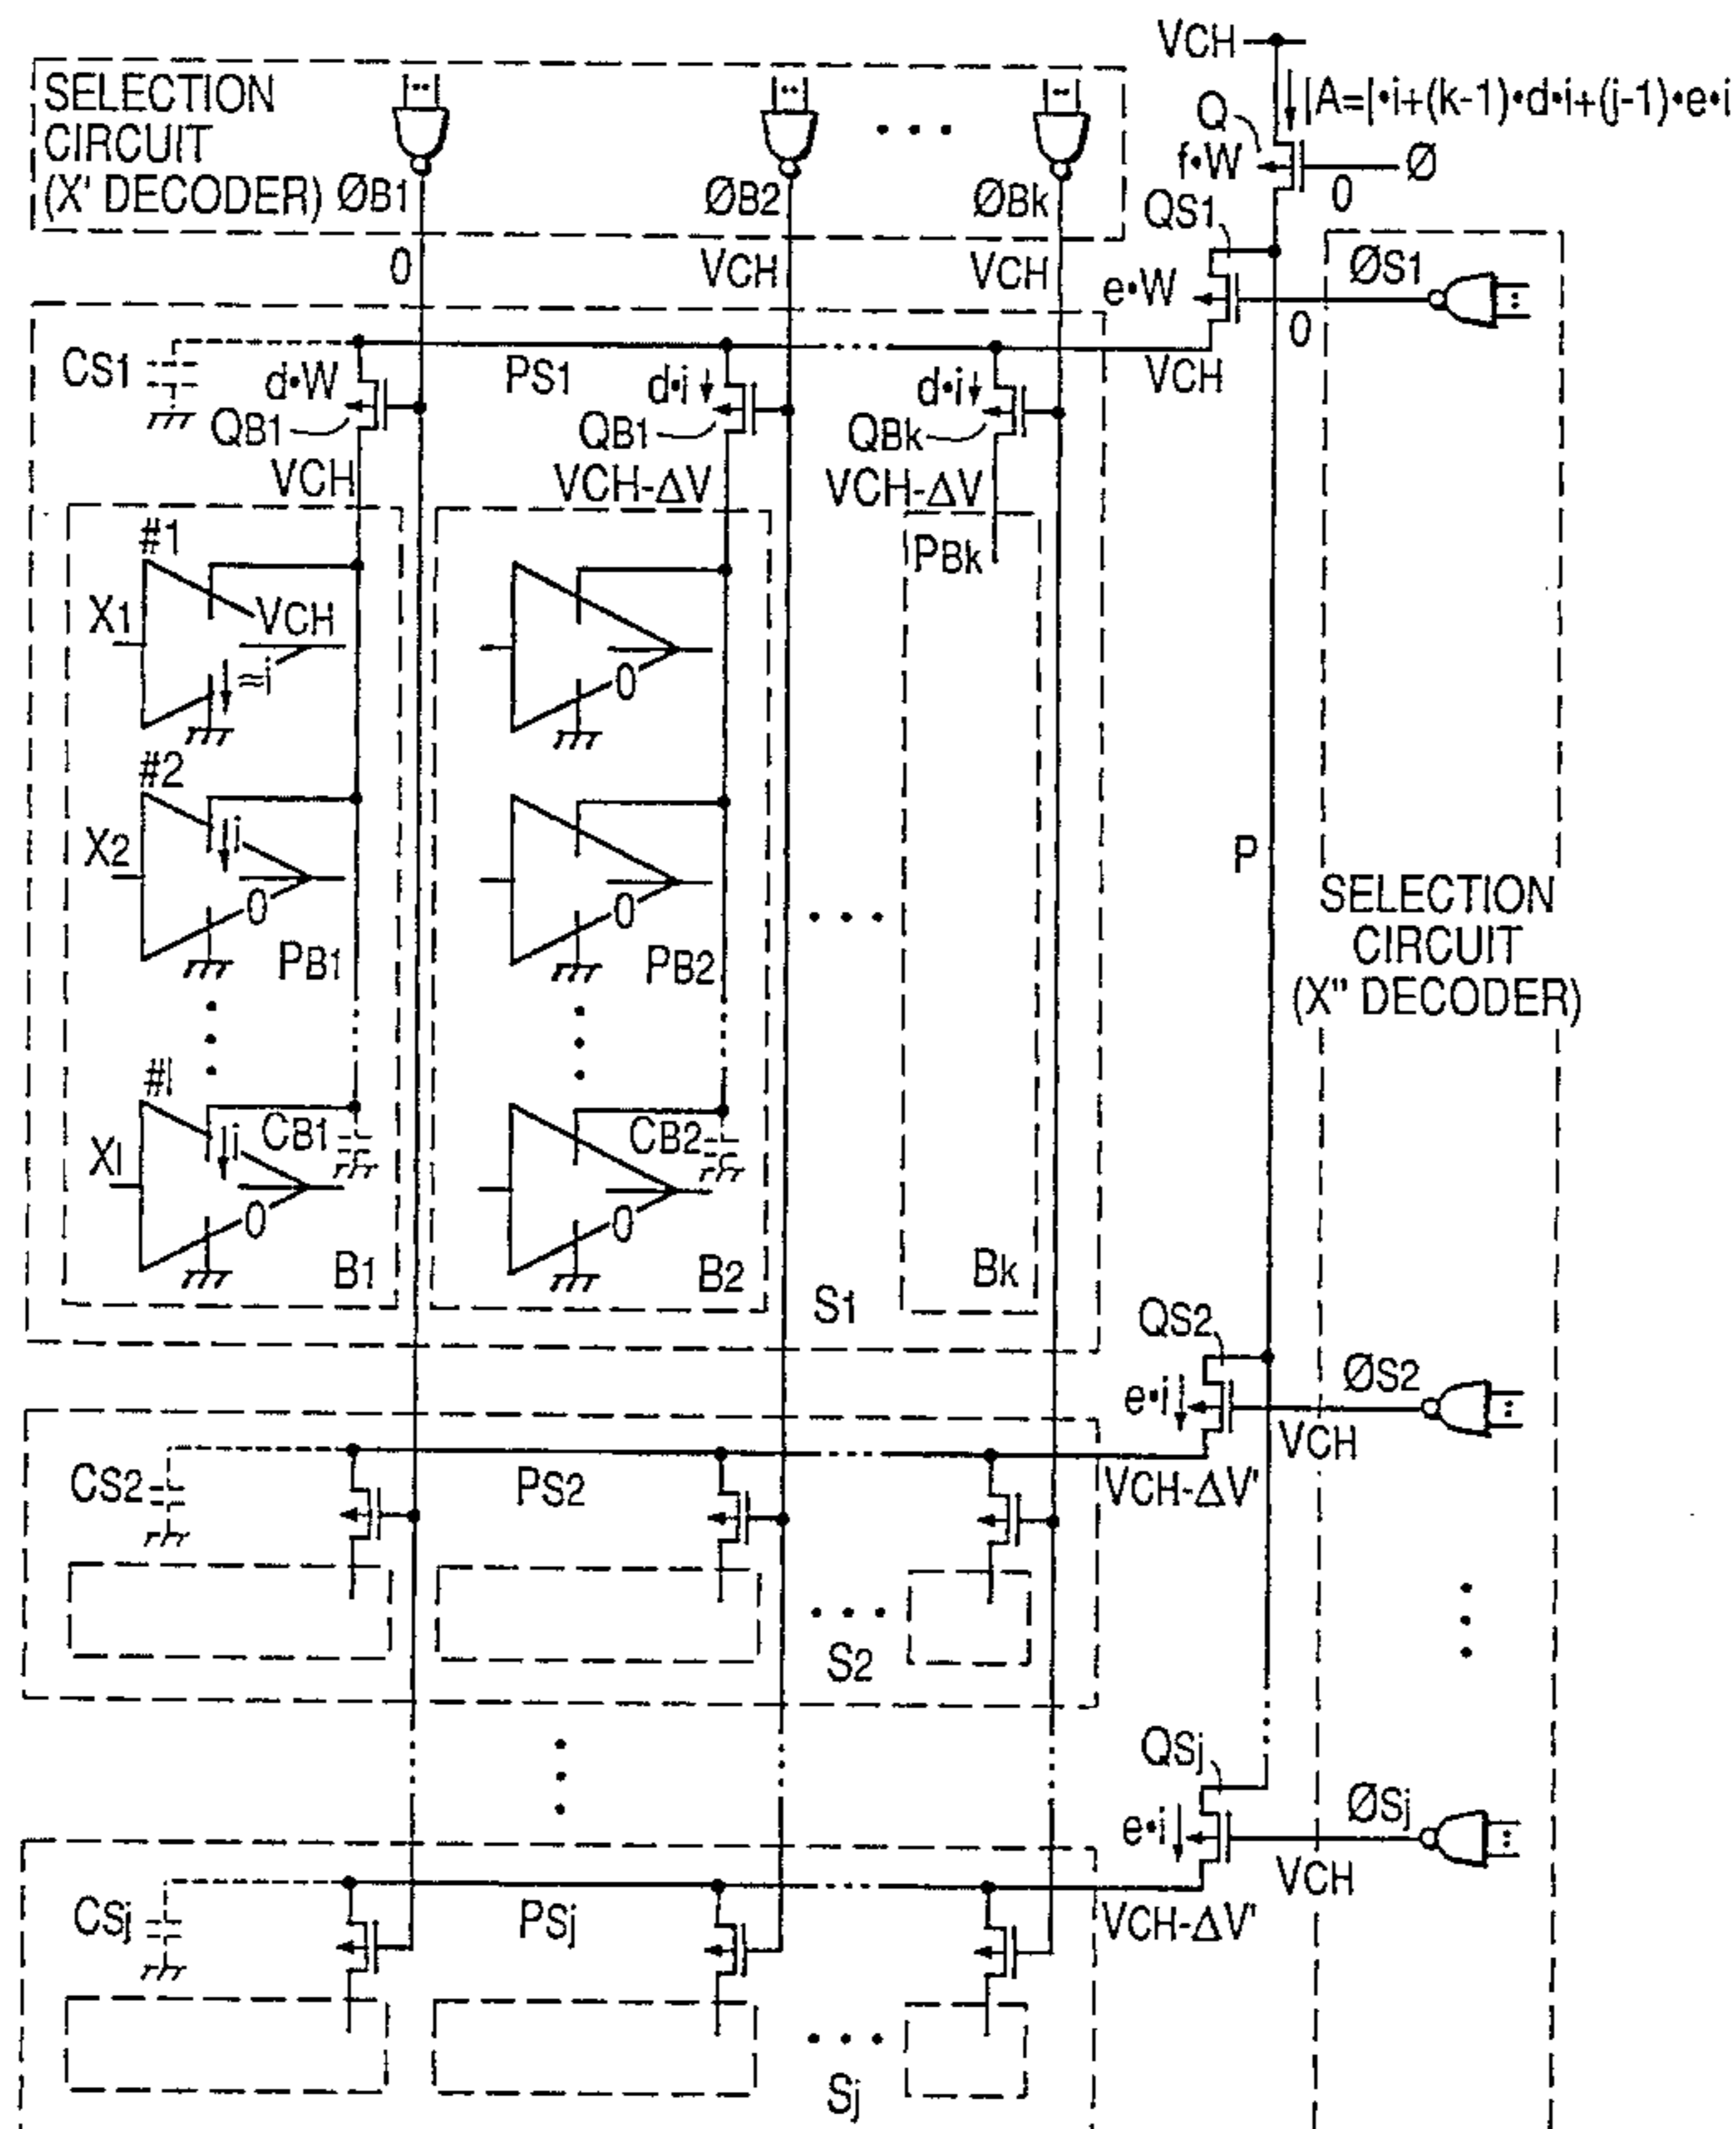 SELECTION
CIRCUIT
(X' DECODER)
ØB1
ØB2
ØBk
VCH
|A=[•i+(k-1)•d•i+(j-1)•e•i
Q
f•W
0
Ø
QS1
0
VCH
VCH
e•W
ØS1
0
VCH
CS1
d•W
QB1
VCH
PS1
d•i
QB1
VCH-ΔV
d•i
QBk
VCH-ΔV
PBk
#1
X1
VCH
≈i
0
#2
X2
i
0
PB1
0
PB2
P
SELECTION
CIRCUIT
(X" DECODER)
#l
Xl
i
CB1
0
B1
CB2
0
B2
Bk
S1
QS2
e•i
ØS2
VCH
VCH-ΔV'
CS2
PS2
S2
QSj
e•i
ØSj
VCH
VCH-ΔV'
CSj
PSj
Sj